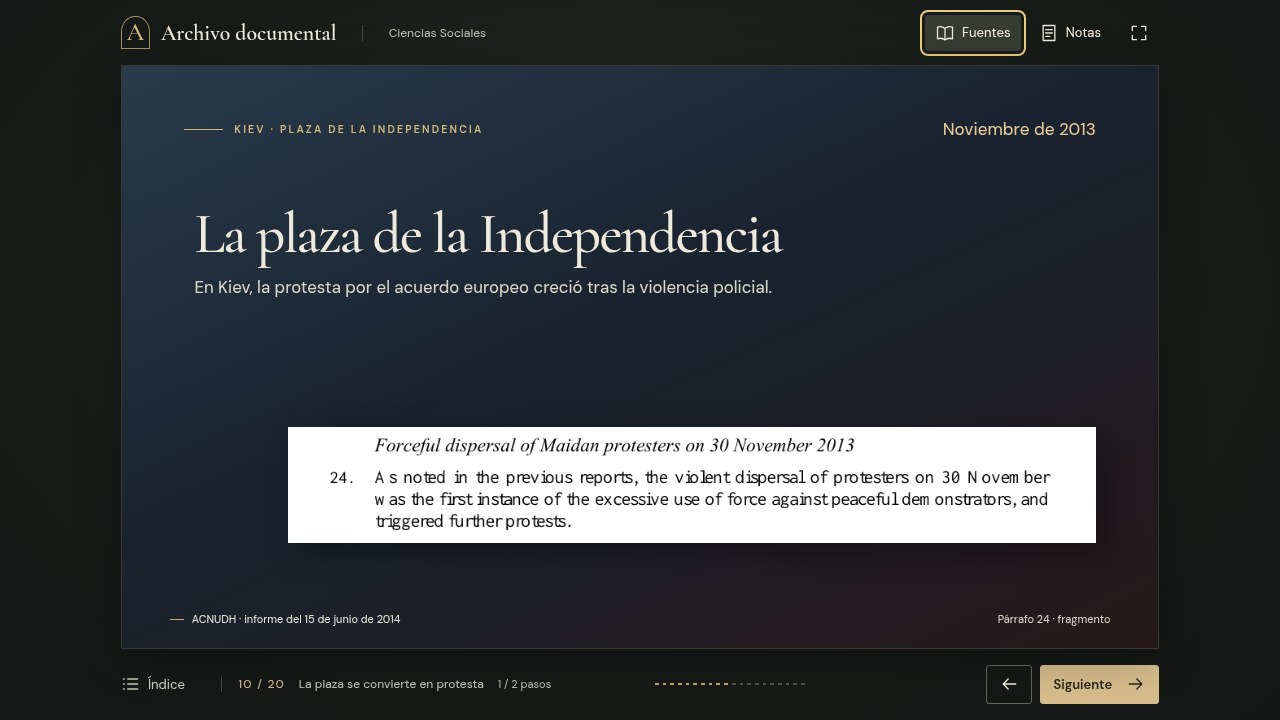 A Archivo documental
Ciencias Sociales
Fuentes
Notas
KIEV · PLAZA DE LA INDEPENDENCIA
Noviembre de 2013
La plaza de la Independencia
En Kiev, la protesta por el acuerdo europeo creció tras la violencia policial.
Forceful dispersal of Maidan protesters on 30 November 2013
24. As noted in the previous reports, the violent dispersal of protesters on 30 November
was the first instance of the excessive use of force against peaceful demonstrators, and
triggered further protests.
ACNUDH · informe del 15 de junio de 2014
Párrafo 24 · fragmento
Índice
10 / 20
La plaza se convierte en protesta
1 / 2 pasos
Siguiente